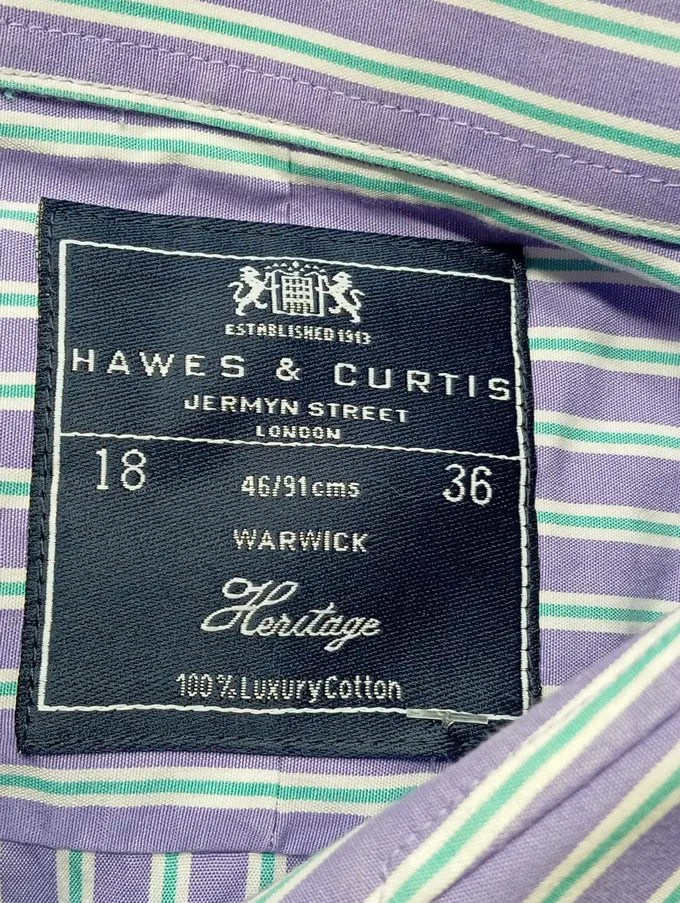 ESTABLISHED 1913
HAWES & CURTIS
JERMYN STREET
LONDON
18 46/91cms 36
WARWICK
Heritage
100% Luxury Cotton